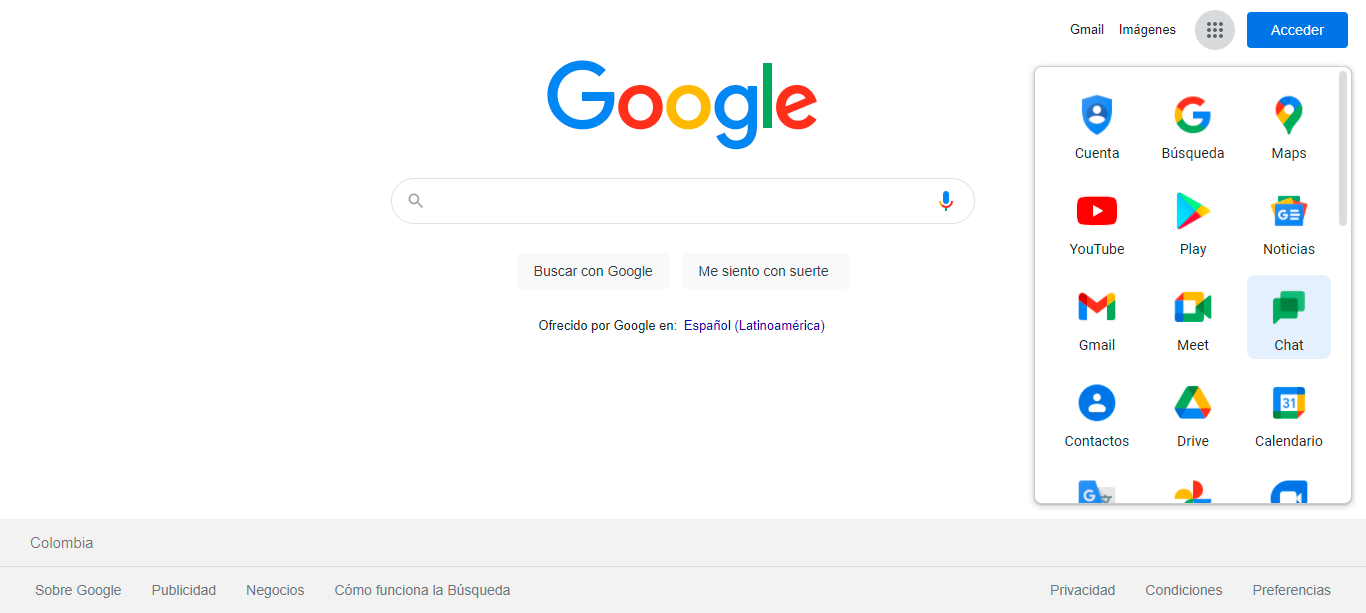 Gmail Imágenes Acceder
Google
Cuenta Búsqueda Maps
YouTube Play Noticias
Gmail Meet Chat
Contactos Drive Calendario
31
G
Buscar con Google Me siento con suerte
Ofrecido por Google en: Español (Latinoamérica)
Colombia
Sobre Google Publicidad Negocios Cómo funciona la Búsqueda Privacidad Condiciones Preferencias